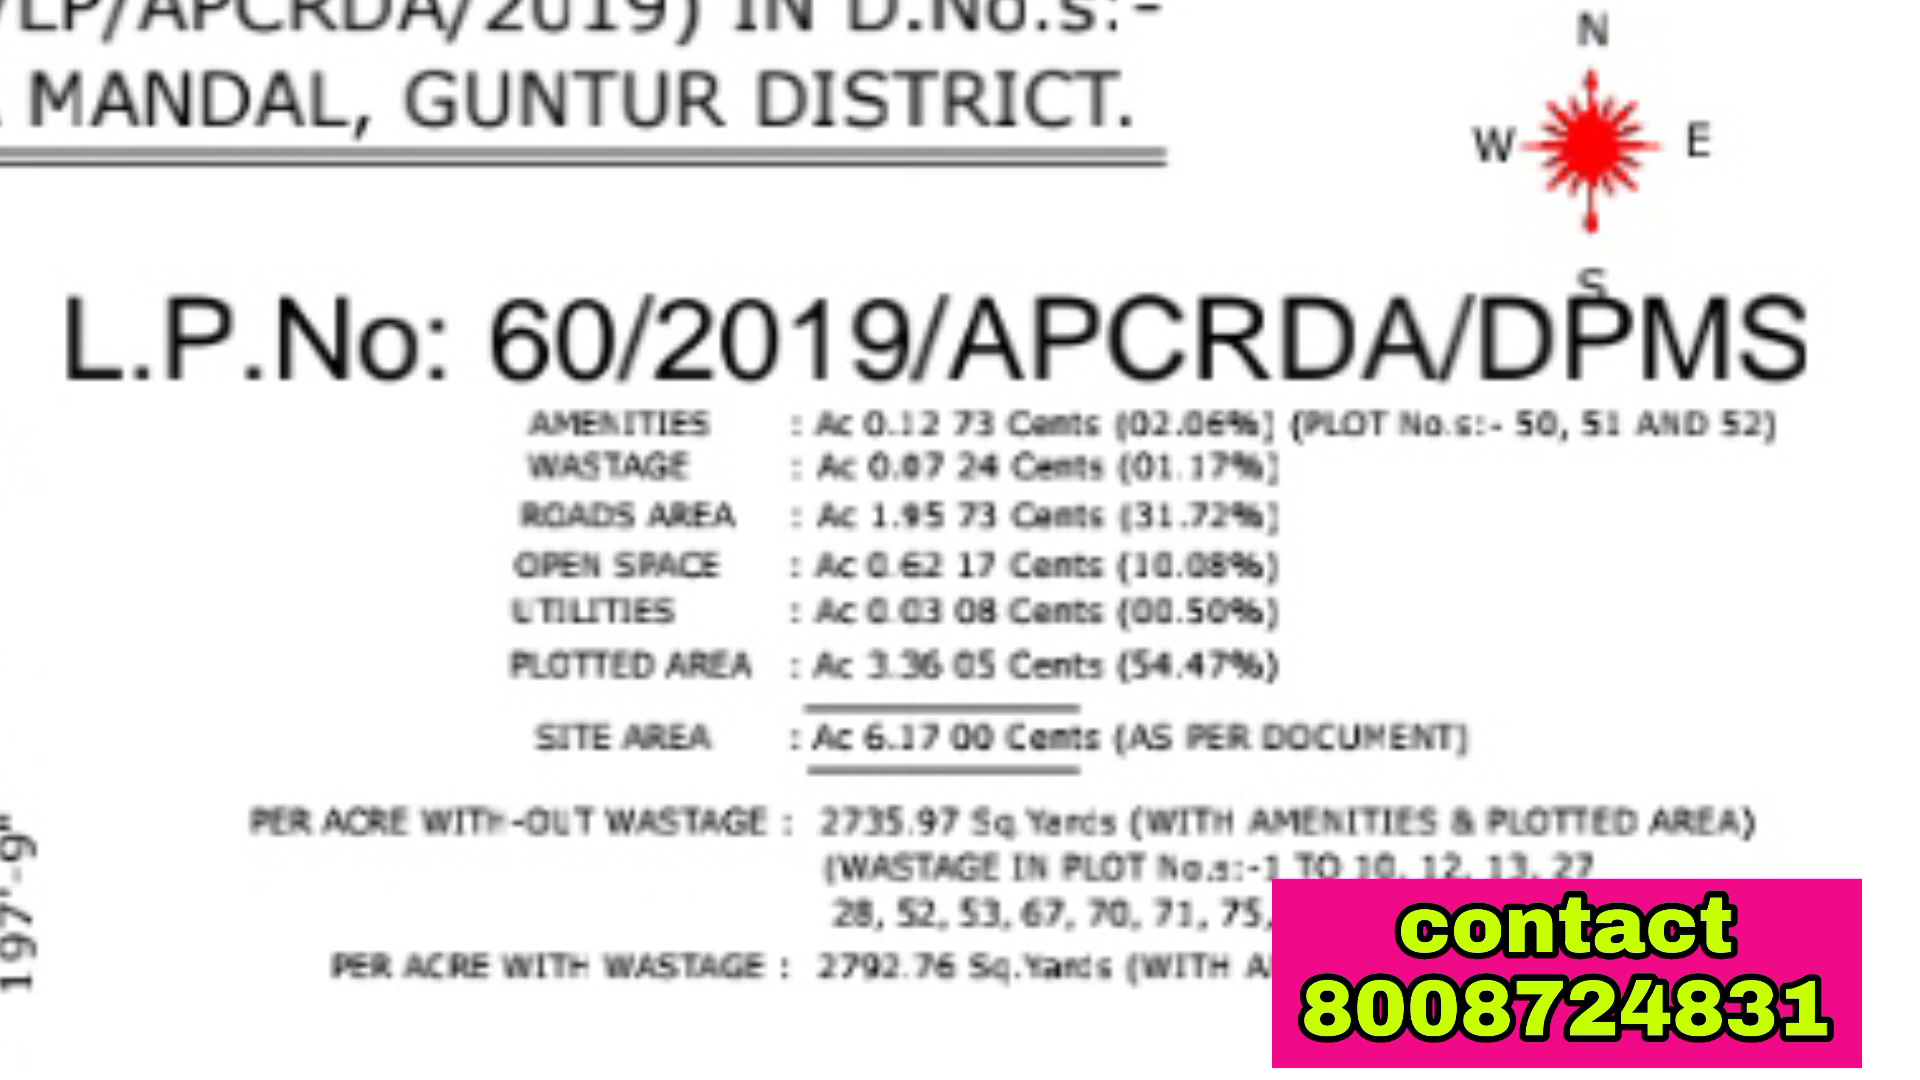 /LP/APCRDA/2019) IN D.No.s:-
MANDAL, GUNTUR DISTRICT.
N
W E
S
L.P.No: 60/2019/APCRDA/DPMS
AMENITIES : Ac 0.12 73 Cents (02.06%) (PLOT No.s:- 50, 51 AND 52)
WASTAGE : Ac 0.07 24 Cents (01.17%)
ROADS AREA : Ac 1.95 73 Cents (31.72%)
OPEN SPACE : Ac 0.62 17 Cents (10.08%)
UTILITIES : Ac 0.03 08 Cents (00.50%)
PLOTTED AREA : Ac 3.36 05 Cents (54.47%)
SITE AREA : Ac 6.17 00 Cents (AS PER DOCUMENT)
PER ACRE WITH-OUT WASTAGE : 2735.97 Sq.Yards (WITH AMENITIES & PLOTTED AREA)
(WASTAGE IN PLOT No.s:-1 TO 10, 12, 13, 27
28, 52, 53, 67, 70, 71, 75,
PER ACRE WITH WASTAGE : 2792.76 Sq.Yards (WITH
197'-9"
contact
8008724831